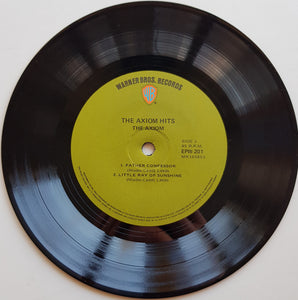 WARNER BROS. RECORDS
THE AXIOM HITS
THE AXIOM
SIDE
45 R.P.M.
EPW 201
1. FATHER CONFESSOR
2. LITTLE RAY OF SUNSHINE